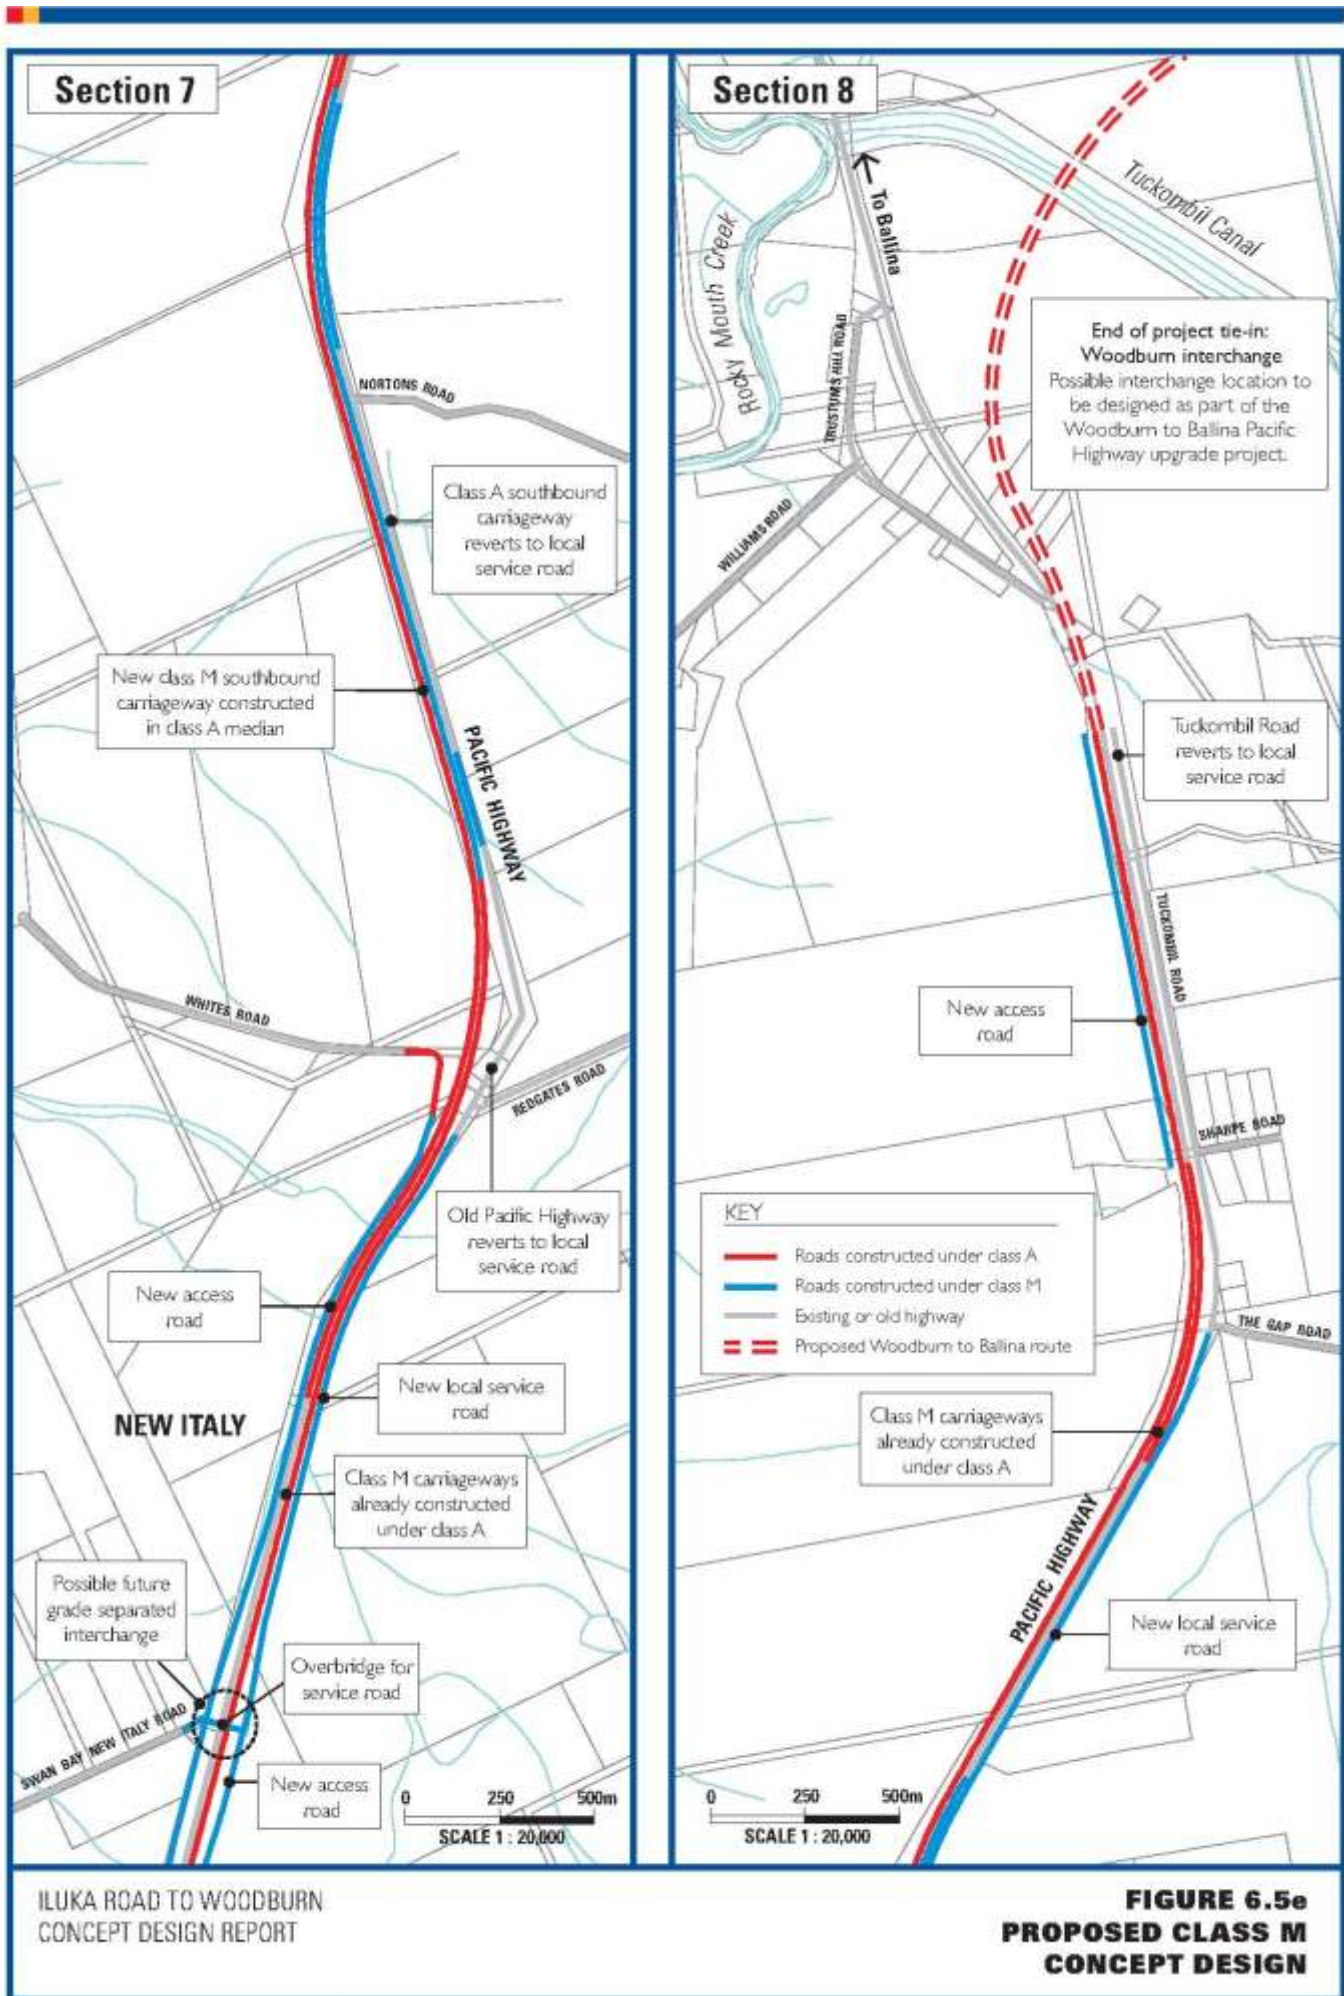 Section 7
NORTONS ROAD
Class A southbound
carriageway
reverts to local
service road
New class M southbound
carriageway constructed
in class A median
PACIFIC HIGHWAY
WHITES ROAD
REDGATES ROAD
Old Pacific Highway
reverts to local
service road
New access
road
New local service
road
NEW ITALY
Class M carriageways
already constructed
under class A
Possible future
grade separated
interchange
Overbridge for
service road
SWAN BAY NEW ITALY ROAD
New access
road
0 250 500m
SCALE 1 : 20,000
Section 8
To Ballina
Tuckombil Canal
Rocky Mouth Creek
End of project tie-in:
Woodburn interchange
Possible interchange location to
be designed as part of the
Woodburn to Ballina Pacific
Highway upgrade project.
TRUSTUMS HILL ROAD
WILLIAMS ROAD
Tuckombil Road
reverts to local
service road
TUCKOMBIL ROAD
New access
road
SHARPE ROAD
KEY
Roads constructed under class A
Roads constructed under class M
Existing or old highway
Proposed Woodburn to Ballina route
THE GAP ROAD
Class M carriageways
already constructed
under class A
PACIFIC HIGHWAY
New local service
road
0 250 500m
SCALE 1 : 20,000
ILUKA ROAD TO WOODBURN
CONCEPT DESIGN REPORT
FIGURE 6.5e
PROPOSED CLASS M
CONCEPT DESIGN